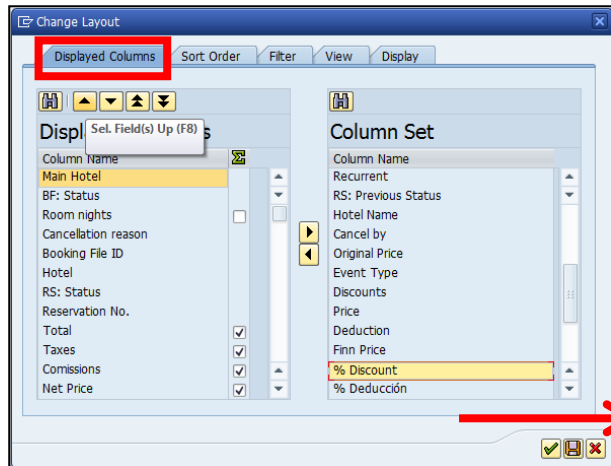 Change Layout
Displayed Columns Sort Order Filter View Display
Sel. Field(s) Up (F8)
Displ s
Column Set
Column Name
Column Name
Main Hotel
BF: Status
Room nights
Cancellation reason
Booking File ID
Hotel
RS: Status
Reservation No.
Total
Taxes
Comissions
Net Price
Recurrent
RS: Previous Status
Hotel Name
Cancel by
Original Price
Event Type
Discounts
Price
Deduction
Finn Price
% Discount
% Deducción